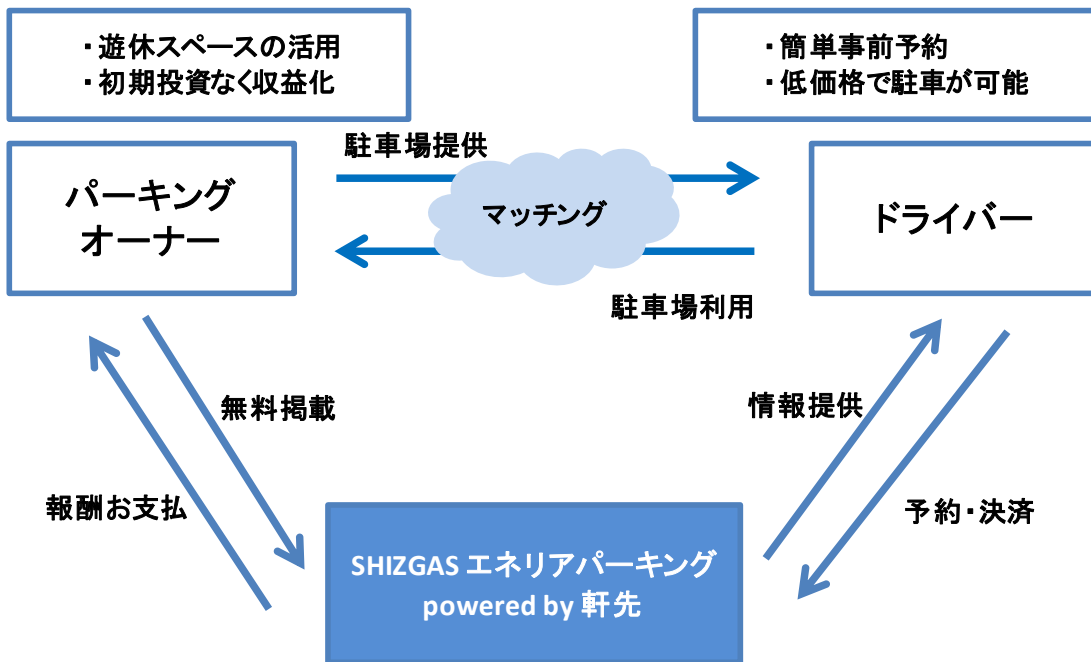 ・遊休スペースの活用
・初期投資なく収益化
・簡単事前予約
・低価格で駐車が可能
駐車場提供
パーキング
オーナー
マッチング
ドライバー
駐車場利用
無料掲載
情報提供
報酬お支払
予約・決済
SHIZGAS エネリアパーキング
powered by 軒先